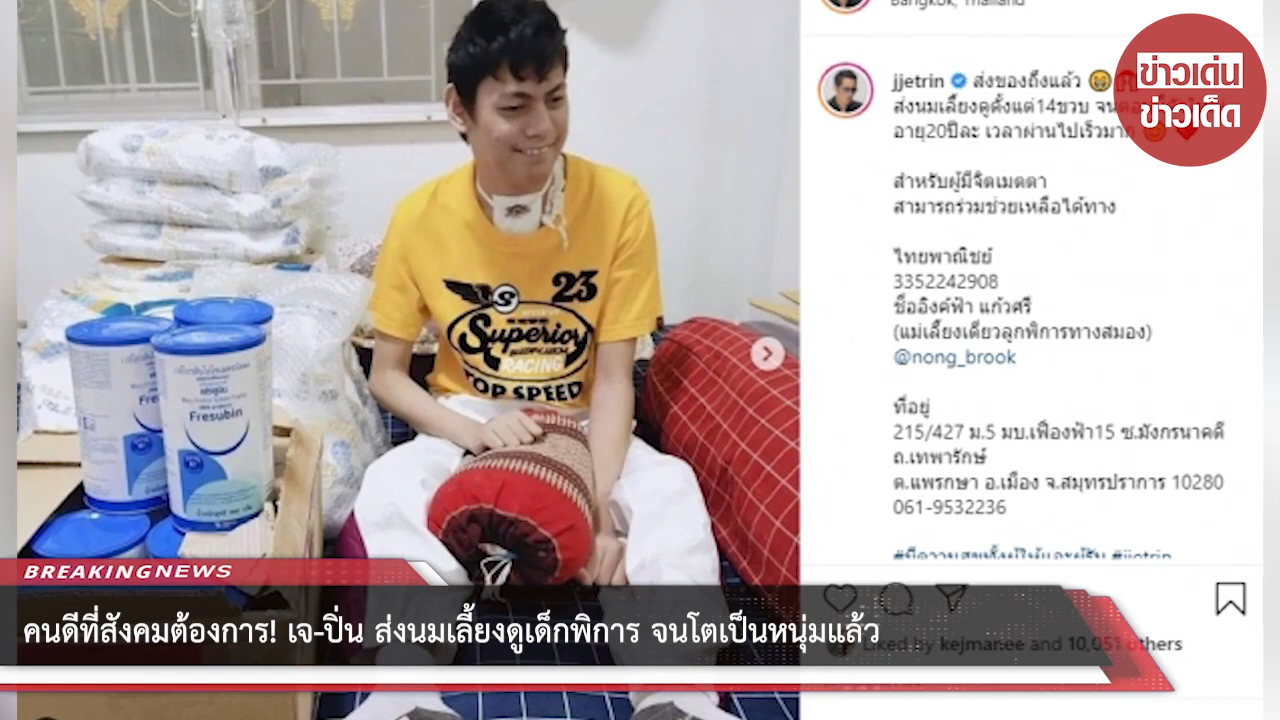 Bangkok, Thailand
jjetrin ส่งของถึงแล้ว
ส่งนมเลี้ยงดูตั้งแต่14ขวบ
อายุ20ปีละ เวลาผ่านไปเร็วมาก
สำหรับผู้มีจิตเมตตา
สามารถร่วมช่วยเหลือได้ทาง
ไทยพาณิชย์
3352242908
ชื่ออิงค์ฟ้า แก้วศรี
(แม่เลี้ยงเดี่ยวลูกพิการทางสมอง)
@nong_brook
ที่อยู่
215/427 ม.5 มบ.เฟื่องฟ้า15 ซ.มังกรนาคดี
ถ.เทพารักษ์
ต.แพรกษา อ.เมือง จ.สมุทรปราการ 10280
061-9532236
#jjetrin
Liked by kejmanee and 10,051 others
ข่าวเด่น
ข่าวเด็ด
S
23
Superior
RACING
TOP SPEED
Fresubin
BREAKING NEWS
คนดีที่สังคมต้องการ! เจ-ปิ่น ส่งนมเลี้ยงดูเด็กพิการ จนโตเป็นหนุ่มแล้ว